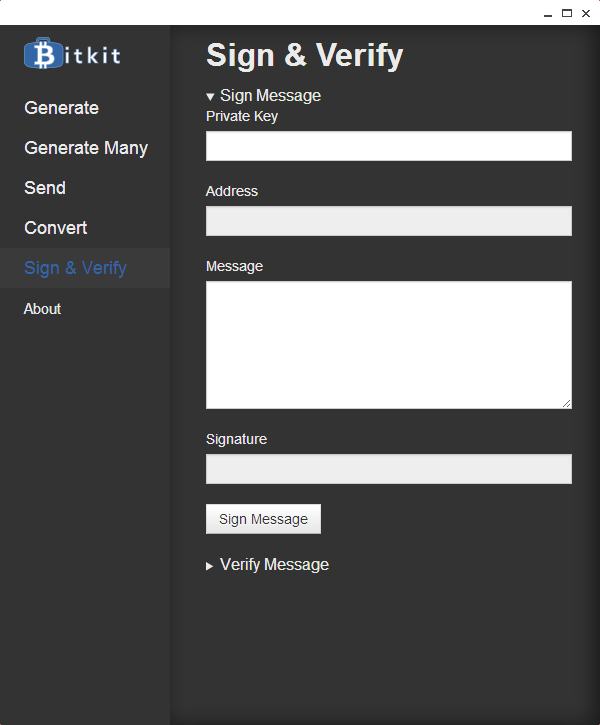 Bitkit
Generate
Generate Many
Send
Convert
Sign & Verify
About
Sign & Verify
Sign Message
Private Key
Address
Message
Signature
Sign Message
Verify Message